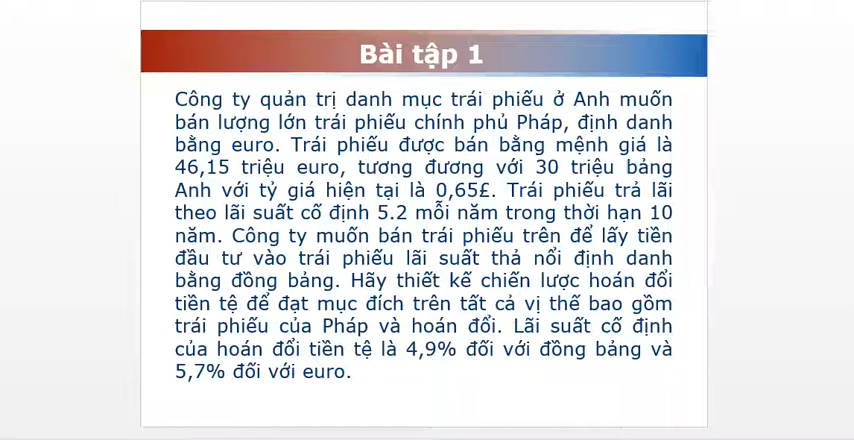 Bài tập 1
Công ty quản trị danh mục trái phiếu ở Anh muốn
bán lượng lớn trái phiếu chính phủ Pháp, định danh
bằng euro. Trái phiếu được bán bằng mệnh giá là
46,15 triệu euro, tương đương với 30 triệu bảng
Anh với tỷ giá hiện tại là 0,65£. Trái phiếu trả lãi
theo lãi suất cố định 5.2 mỗi năm trong thời hạn 10
năm. Công ty muốn bán trái phiếu trên để lấy tiền
đầu tư vào trái phiếu lãi suất thả nổi định danh
bằng đồng bảng. Hãy thiết kế chiến lược hoán đổi
tiền tệ để đạt mục đích trên tất cả vị thế bao gồm
trái phiếu của Pháp và hoán đổi. Lãi suất cố định
của hoán đổi tiền tệ là 4,9% đối với đồng bảng và
5,7% đối với euro.